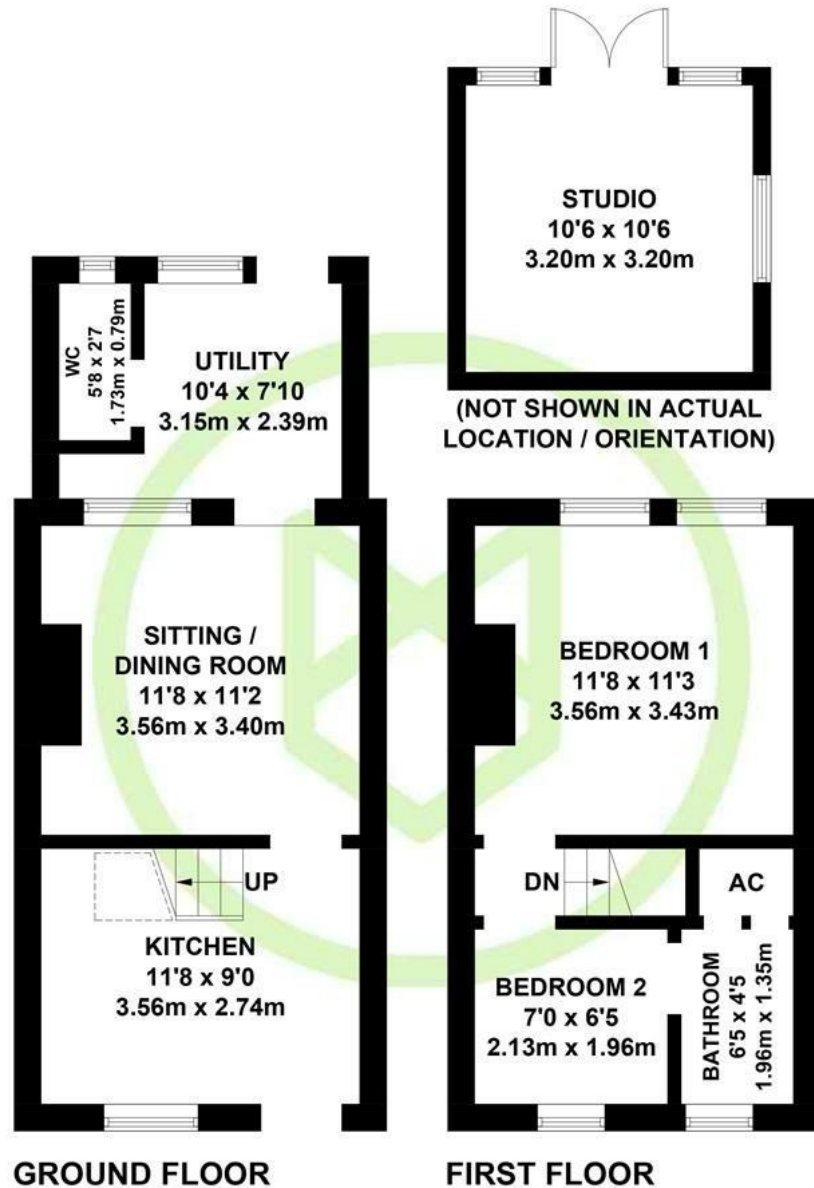 STUDIO
10'6 x 10'6
3.20m x 3.20m
(NOT SHOWN IN ACTUAL
LOCATION / ORIENTATION)
WC
5'8 x 2'7
1.73m x 0.79m
UTILITY
10'4 x 7'10
3.15m x 2.39m
SITTING /
DINING ROOM
11'8 x 11'2
3.56m x 3.40m
UP
KITCHEN
11'8 x 9'0
3.56m x 2.74m
GROUND FLOOR
BEDROOM 1
11'8 x 11'3
3.56m x 3.43m
DN
AC
BEDROOM 2
7'0 x 6'5
2.13m x 1.96m
BATHROOM
6'5 x 4'5
1.96m x 1.35m
FIRST FLOOR